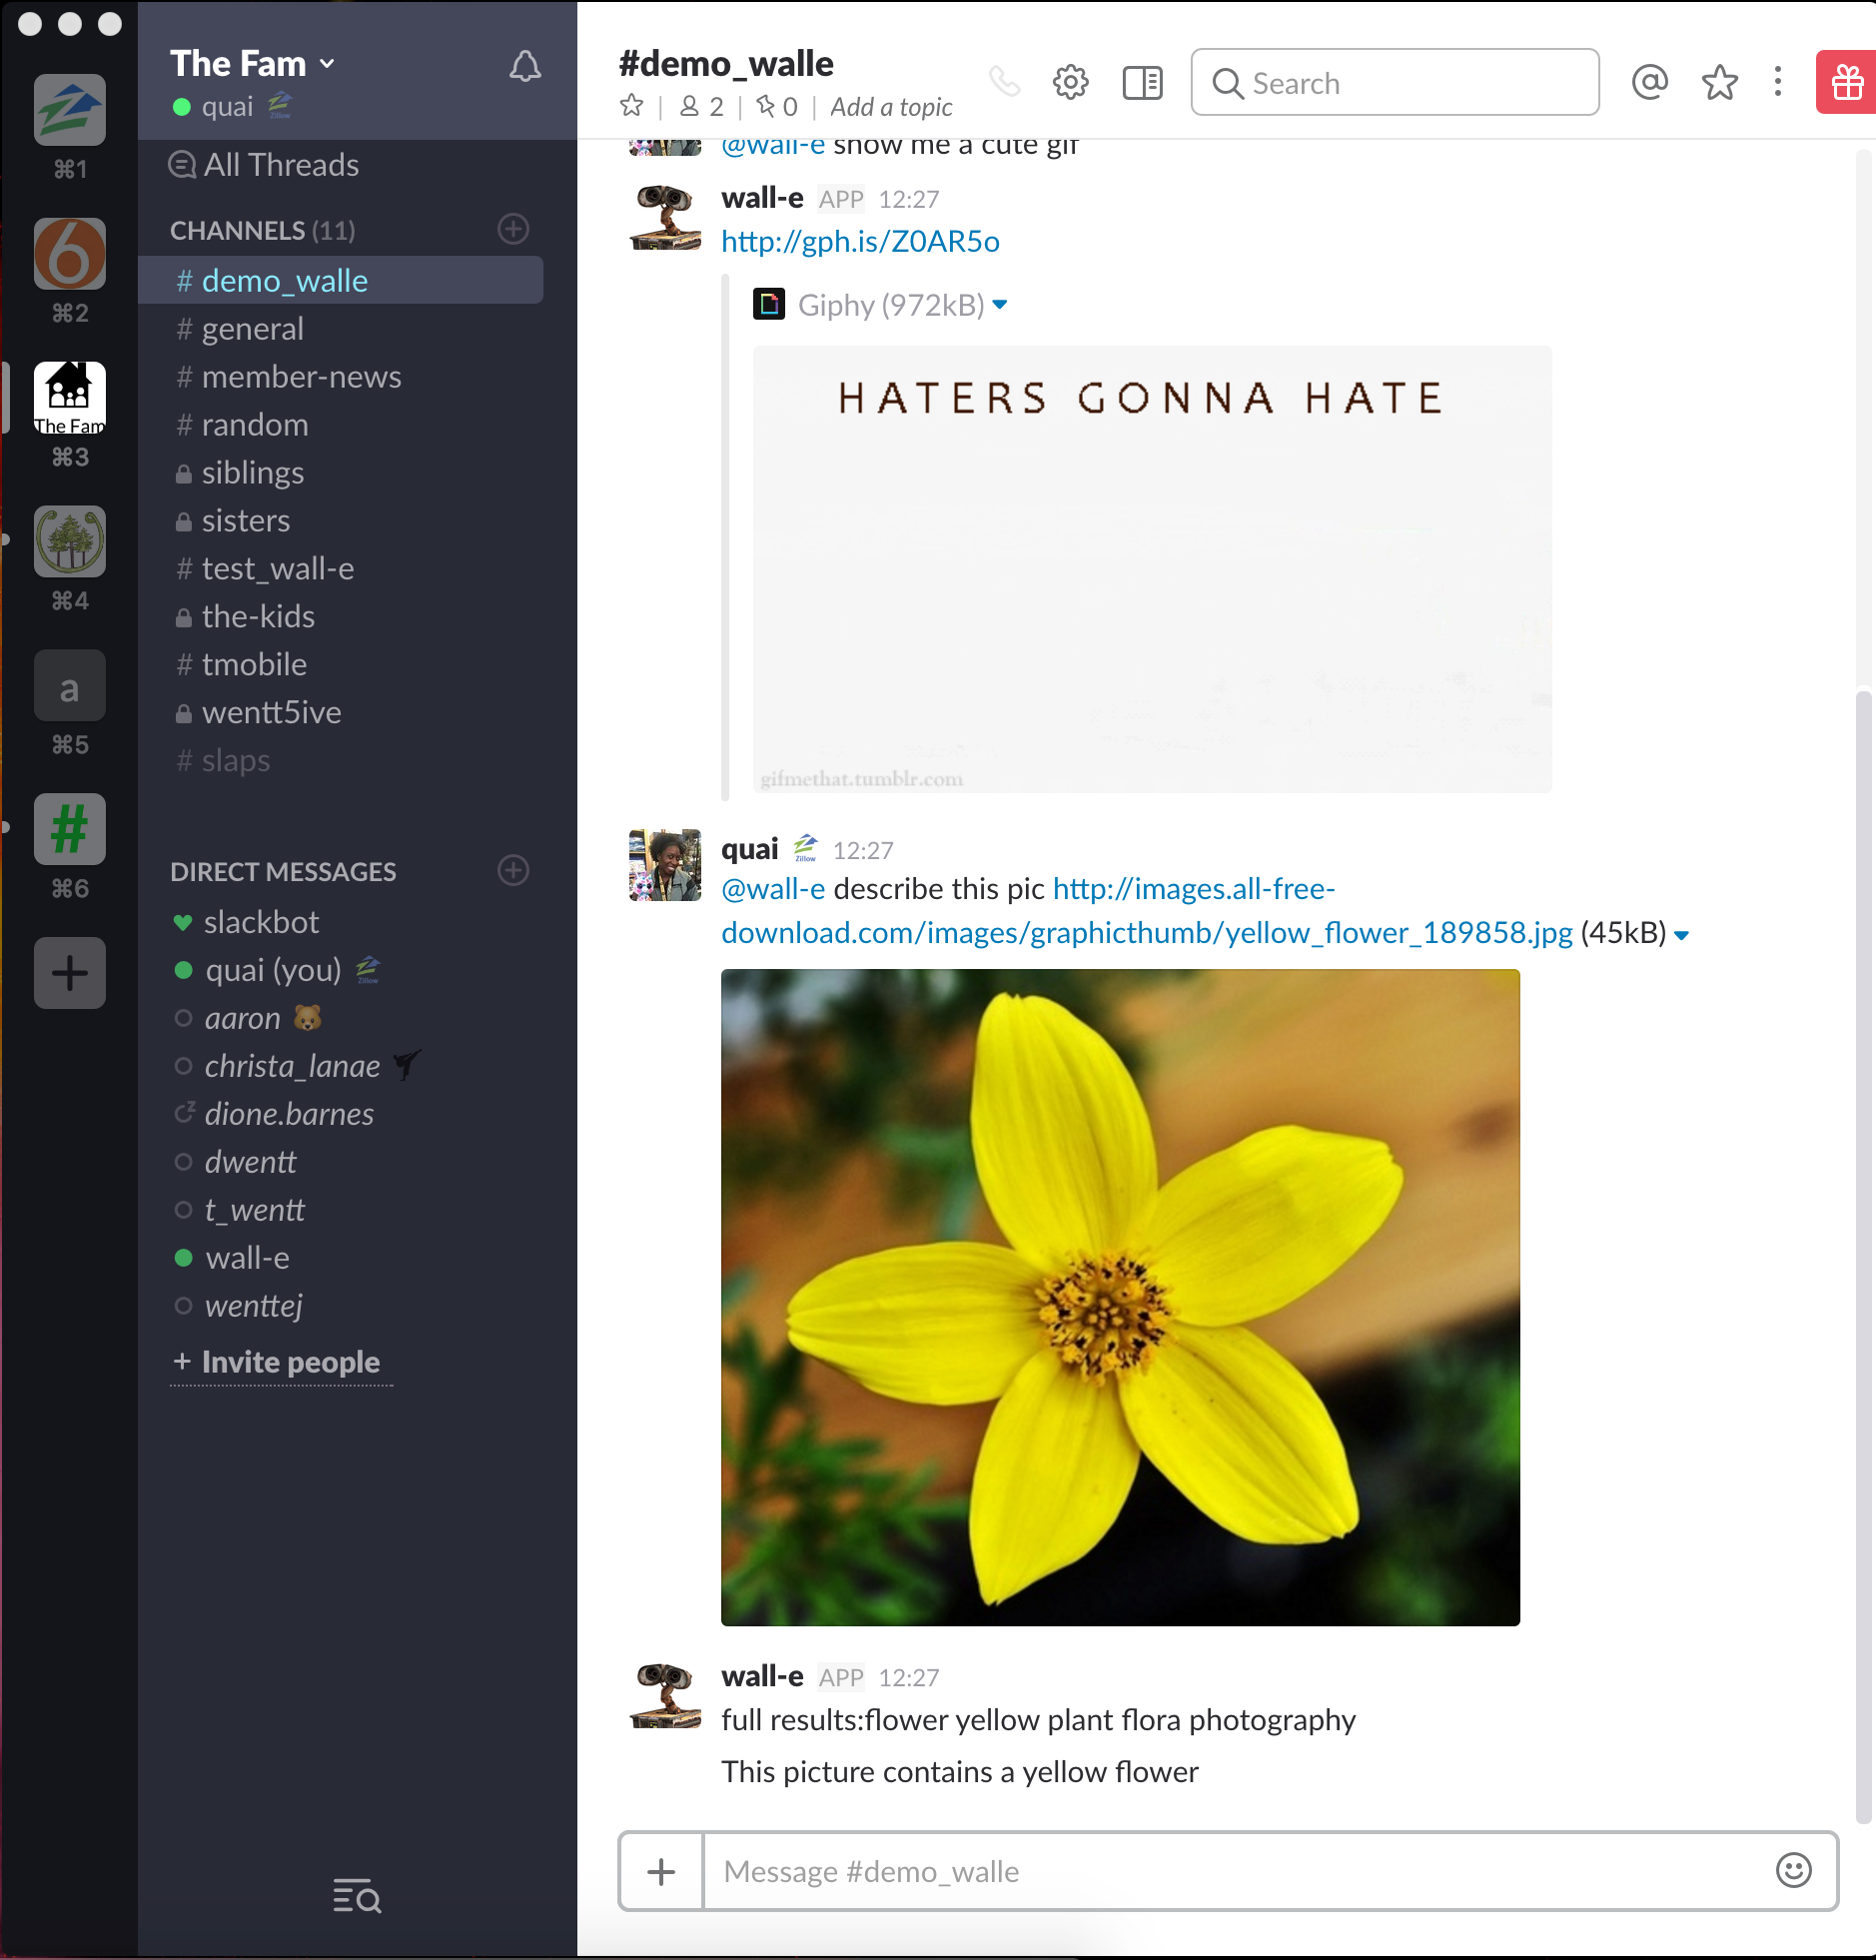 The Fam
quai
Zillow
All Threads
CHANNELS (11)
# demo_walle
# general
# member-news
# random
siblings
sisters
# test_wall-e
the-kids
# tmobile
wentt5ive
# slaps
DIRECT MESSAGES
slackbot
quai (you)
Zillow
aaron
christa_lanae
dione.barnes
dwentt
t_wentt
wall-e
wenttej
+ Invite people
⌘1
6
⌘2
The Fam
⌘3
⌘4
a
⌘5
#
⌘6
#demo_walle
2 | 0 | Add a topic
Search
@wall-e show me a cute gif
wall-e APP 12:27
http://gph.is/Z0AR5o
Giphy (972kB)
HATERS GONNA HATE
gifmethat.tumblr.com
quai Zillow 12:27
@wall-e describe this pic http://images.all-free-
download.com/images/graphicthumb/yellow_flower_189858.jpg (45kB)
wall-e APP 12:27
full results:flower yellow plant flora photography
This picture contains a yellow flower
Message #demo_walle